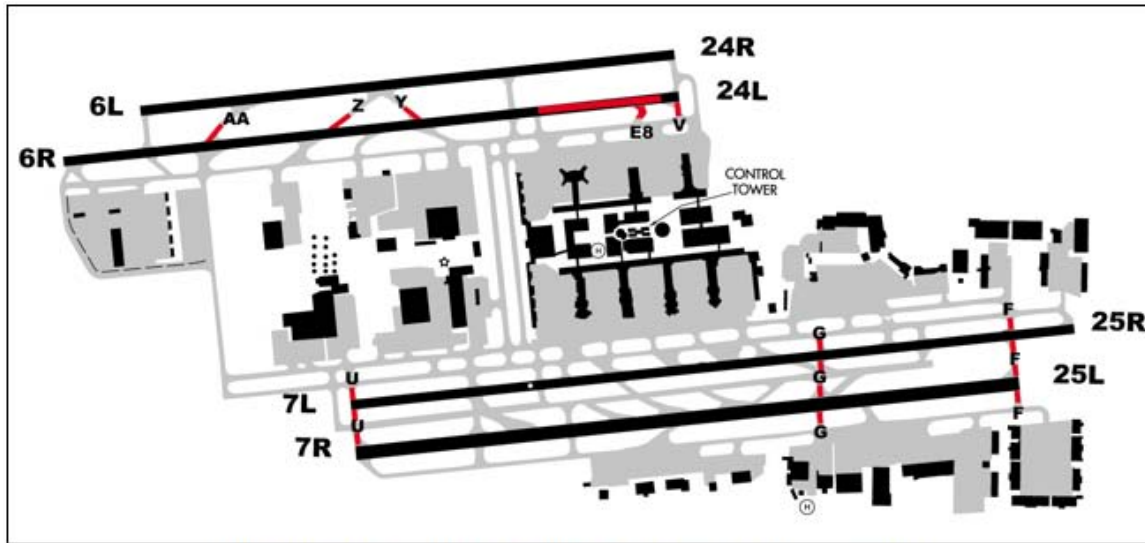 24R
6L
24L
AA
Z
Y
E8
V
6R
CONTROL
TOWER
H
F
G
25R
F
U
G
25L
7L
F
U
G
7R
H